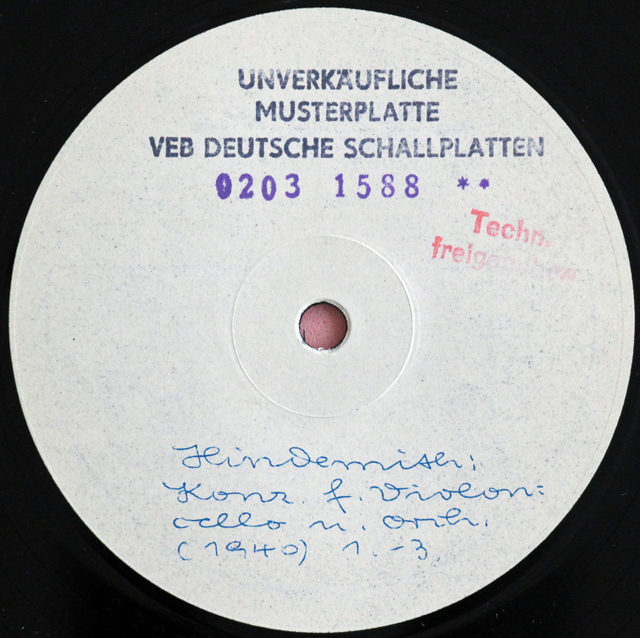 UNVERKÄUFLICHE
MUSTERPLATTE
VEB DEUTSCHE SCHALLPLATTEN
0203 1588 **
Techn.
Hindemith:
Konz. f. Violon:
cello u. Orch.
(1940) 1.-3.